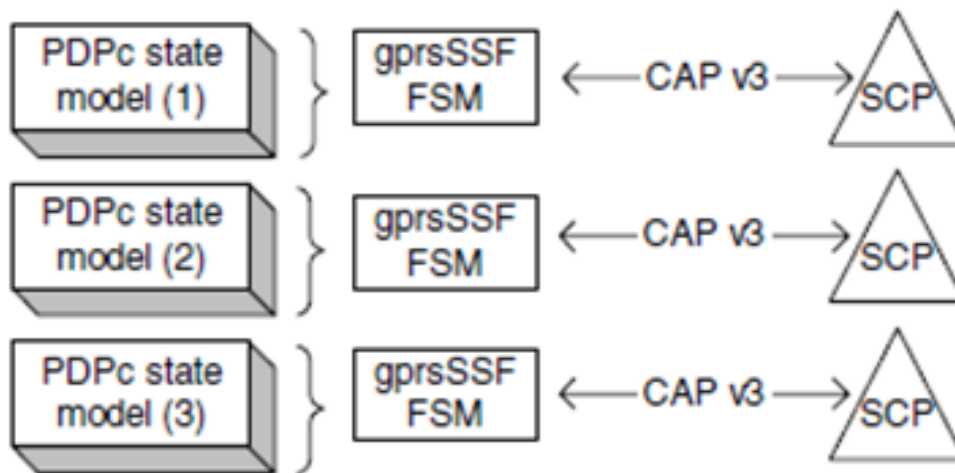 PDPc state
model (1)
gprsSSF
FSM
CAP v3
SCP
PDPc state
model (2)
gprsSSF
FSM
CAP v3
SCP
PDPc state
model (3)
gprsSSF
FSM
CAP v3
SCP